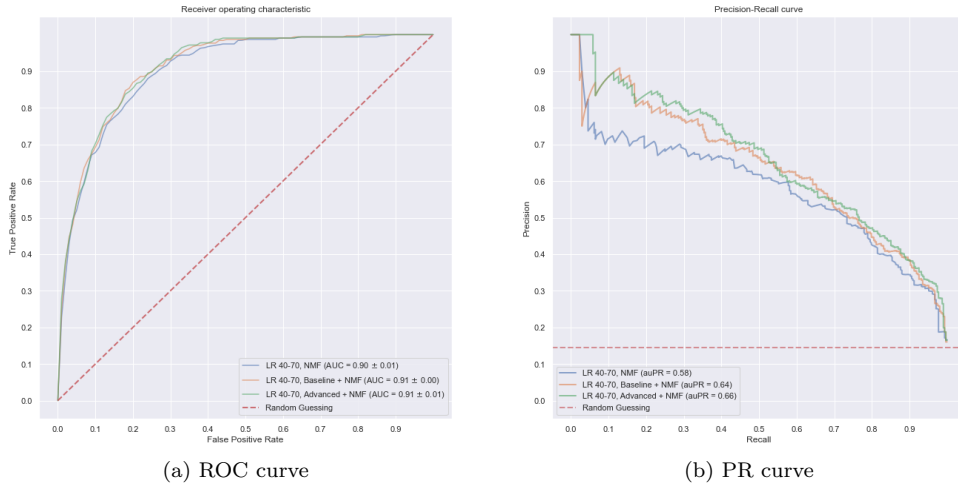 Receiver operating characteristic
0.9
0.8
0.7
0.6
0.5
0.4
0.3
0.2
0.1
0.0
True Positive Rate
0.0 0.1 0.2 0.3 0.4 0.5 0.6 0.7 0.8 0.9
False Positive Rate
LR 40-70, NMF (AUC = 0.90 ± 0.01)
LR 40-70, Baseline + NMF (AUC = 0.91 ± 0.00)
LR 40-70, Advanced + NMF (AUC = 0.91 ± 0.01)
Random Guessing
(a) ROC curve
Precision-Recall curve
0.9
0.8
0.7
0.6
0.5
0.4
0.3
0.2
0.1
0.0
Precision
0.0 0.1 0.2 0.3 0.4 0.5 0.6 0.7 0.8 0.9
Recall
LR 40-70, NMF (auPR = 0.58)
LR 40-70, Baseline + NMF (auPR = 0.64)
LR 40-70, Advanced + NMF (auPR = 0.66)
Random Guessing
(b) PR curve